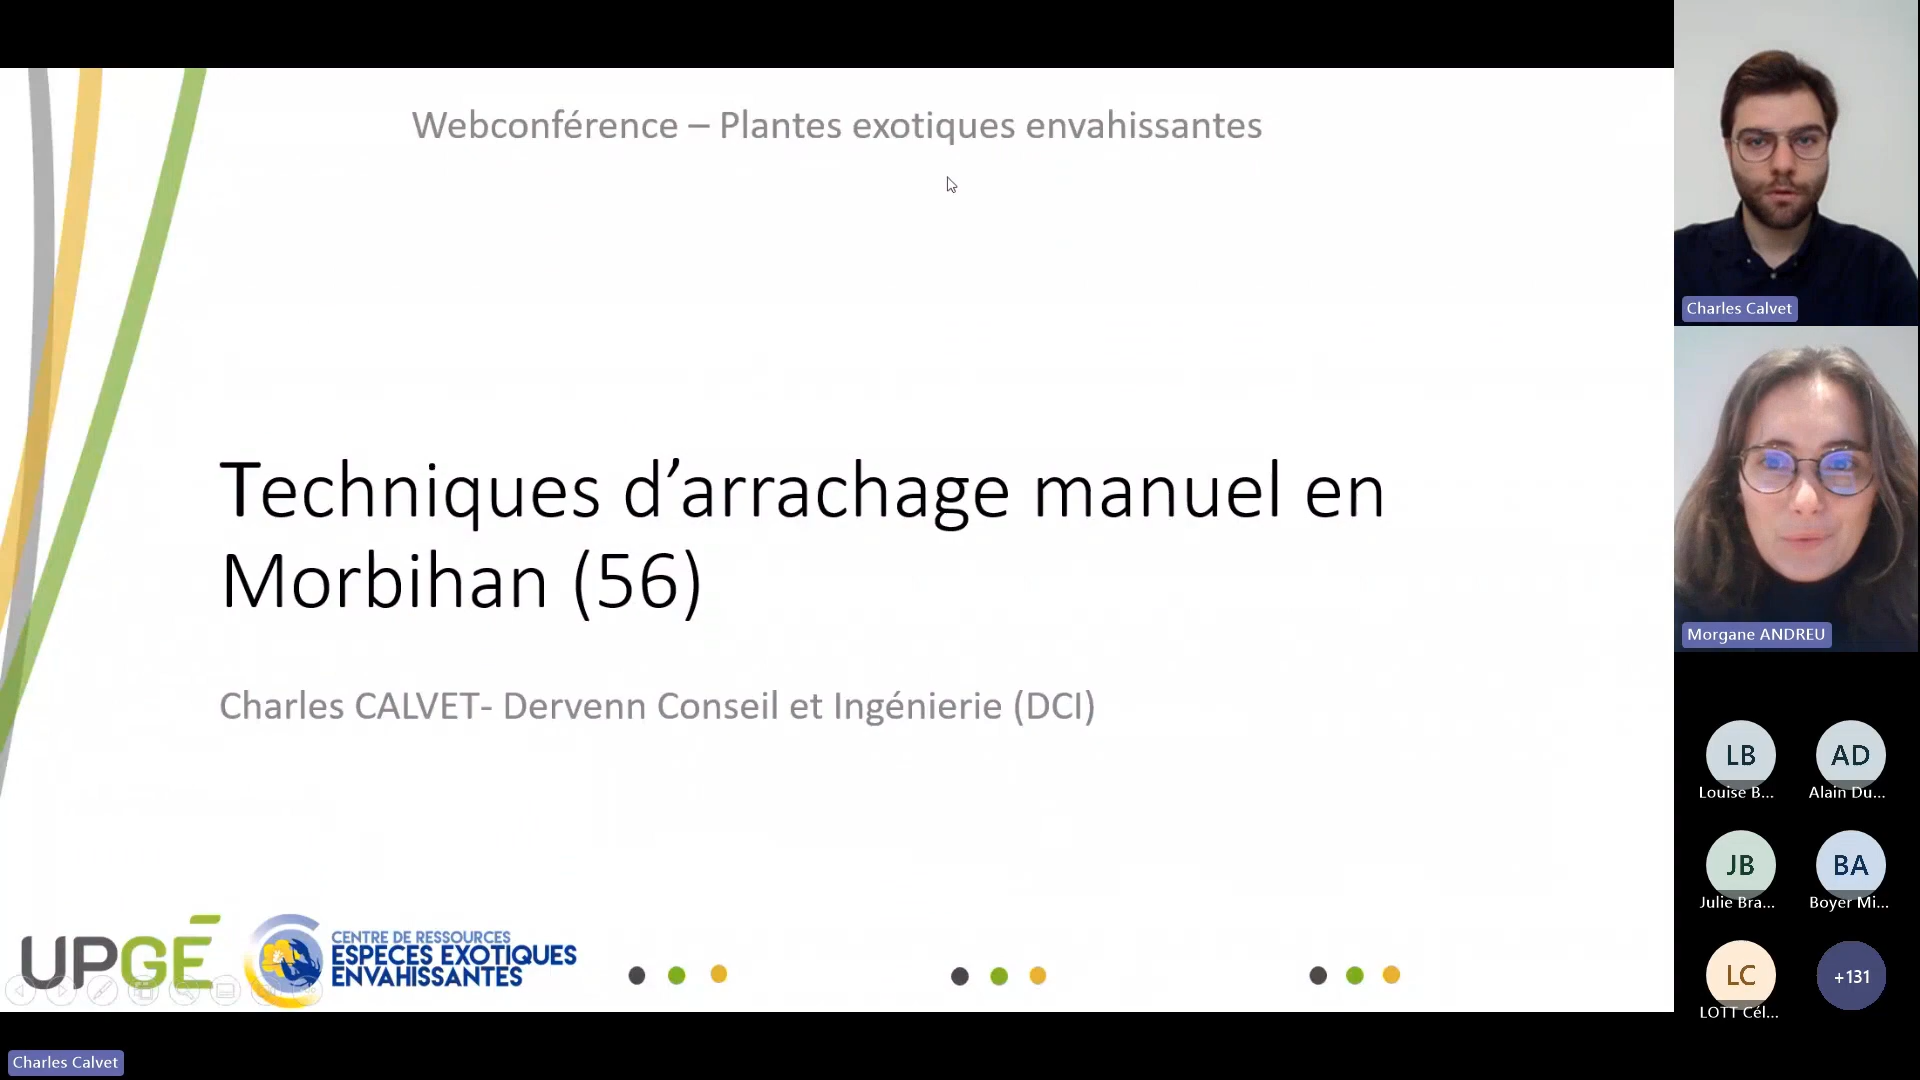 Webconférence – Plantes exotiques envahissantes
Techniques d’arrachage manuel en
Morbihan (56)
Charles CALVET- Dervenn Conseil et Ingénierie (DCI)
UPGÉ
CENTRE DE RESSOURCES
ESPECES EXOTIQUES
ENVAHISSANTES
Charles Calvet
Charles Calvet
Morgane ANDREU
LB
Louise B...
AD
Alain Du...
JB
Julie Bra...
BA
Boyer Mi...
LC
LOTT Cél...
+131